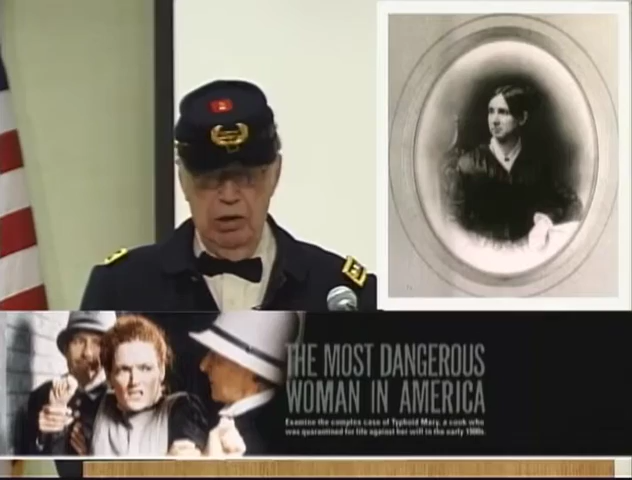 THE MOST DANGEROUS
WOMAN IN AMERICA
Examine the complex case of Typhoid Mary, a cook who
was quarantined for life against her will in the early 1900s.